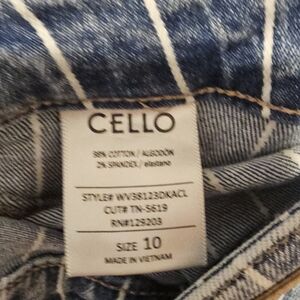 CELLO
98% COTTON / ALGODÓN
2% SPANDEX / elastano
STYLE# WV38123DKACL
CUT# TN-5619
RN#129203
SIZE 10
MADE IN VIETNAM